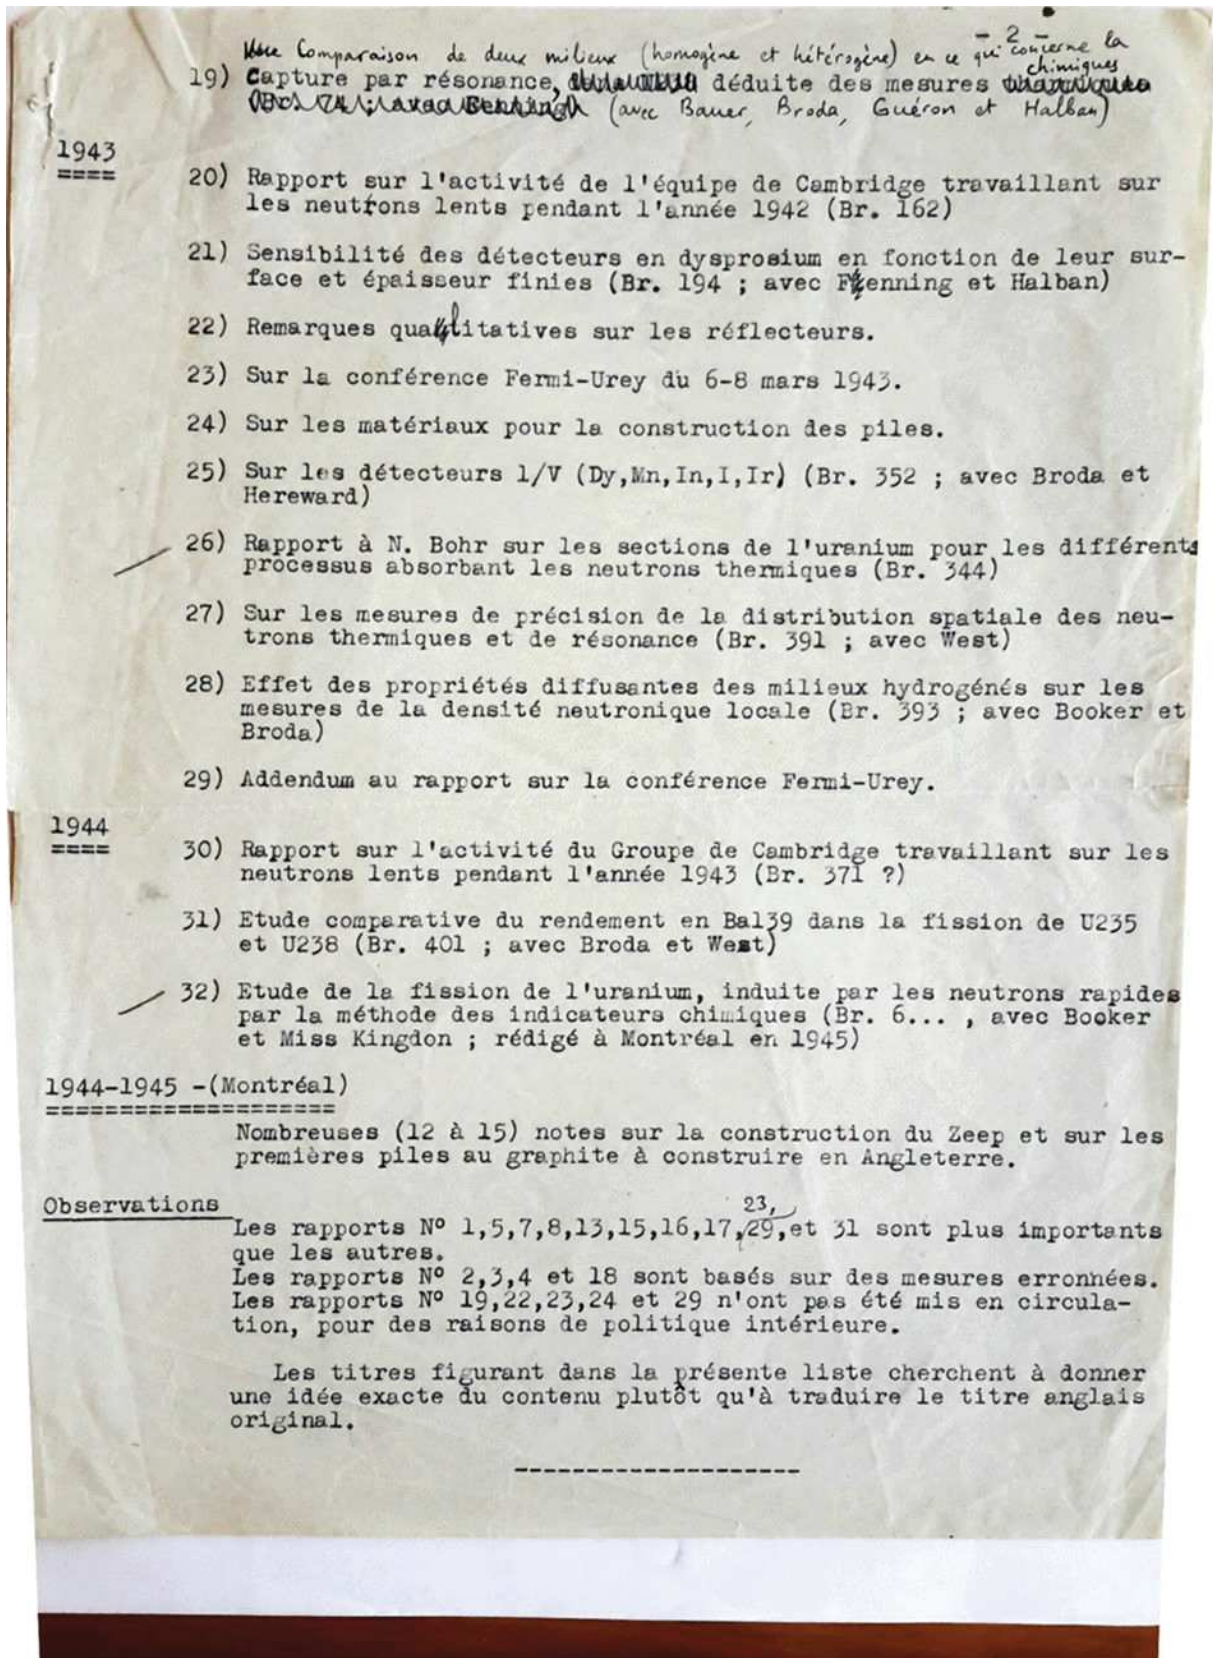 - 2 -
Comparaison de deux milieux (homogène et hétérogène) en ce qui concerne la
19) Capture par résonance, déduite des mesures chimiques
(avec Bauer, Broda, Guéron et Halban)
1943
====
20) Rapport sur l'activité de l'équipe de Cambridge travaillant sur
les neutrons lents pendant l'année 1942 (Br. 162)
21) Sensibilité des détecteurs en dysprosium en fonction de leur sur-
face et épaisseur finies (Br. 194 ; avec Fenning et Halban)
22) Remarques qualitatives sur les réflecteurs.
23) Sur la conférence Fermi-Urey du 6-8 mars 1943.
24) Sur les matériaux pour la construction des piles.
25) Sur les détecteurs 1/V (Dy,Mn,In,I,Ir) (Br. 352 ; avec Broda et
Hereward)
26) Rapport à N. Bohr sur les sections de l'uranium pour les différents
processus absorbant les neutrons thermiques (Br. 344)
27) Sur les mesures de précision de la distribution spatiale des neu-
trons thermiques et de résonance (Br. 391 ; avec West)
28) Effet des propriétés diffusantes des milieux hydrogénés sur les
mesures de la densité neutronique locale (Br. 393 ; avec Booker et
Broda)
29) Addendum au rapport sur la conférence Fermi-Urey.
1944
====
30) Rapport sur l'activité du Groupe de Cambridge travaillant sur les
neutrons lents pendant l'année 1943 (Br. 371 ?)
31) Etude comparative du rendement en Ba139 dans la fission de U235
et U238 (Br. 401 ; avec Broda et West)
32) Etude de la fission de l'uranium, induite par les neutrons rapides
par la méthode des indicateurs chimiques (Br. 6... , avec Booker
et Miss Kingdon ; rédigé à Montréal en 1945)
1944-1945 -(Montréal)
====================
Nombreuses (12 à 15) notes sur la construction du Zeep et sur les
premières piles au graphite à construire en Angleterre.
Observations
Les rapports Nº 1,5,7,8,13,15,16,17,23,29,et 31 sont plus importants
que les autres.
Les rapports Nº 2,3,4 et 18 sont basés sur des mesures erronnées.
Les rapports Nº 19,22,23,24 et 29 n'ont pas été mis en circula-
tion, pour des raisons de politique intérieure.
Les titres figurant dans la présente liste cherchent à donner
une idée exacte du contenu plutôt qu'à traduire le titre anglais
original.
--------------------